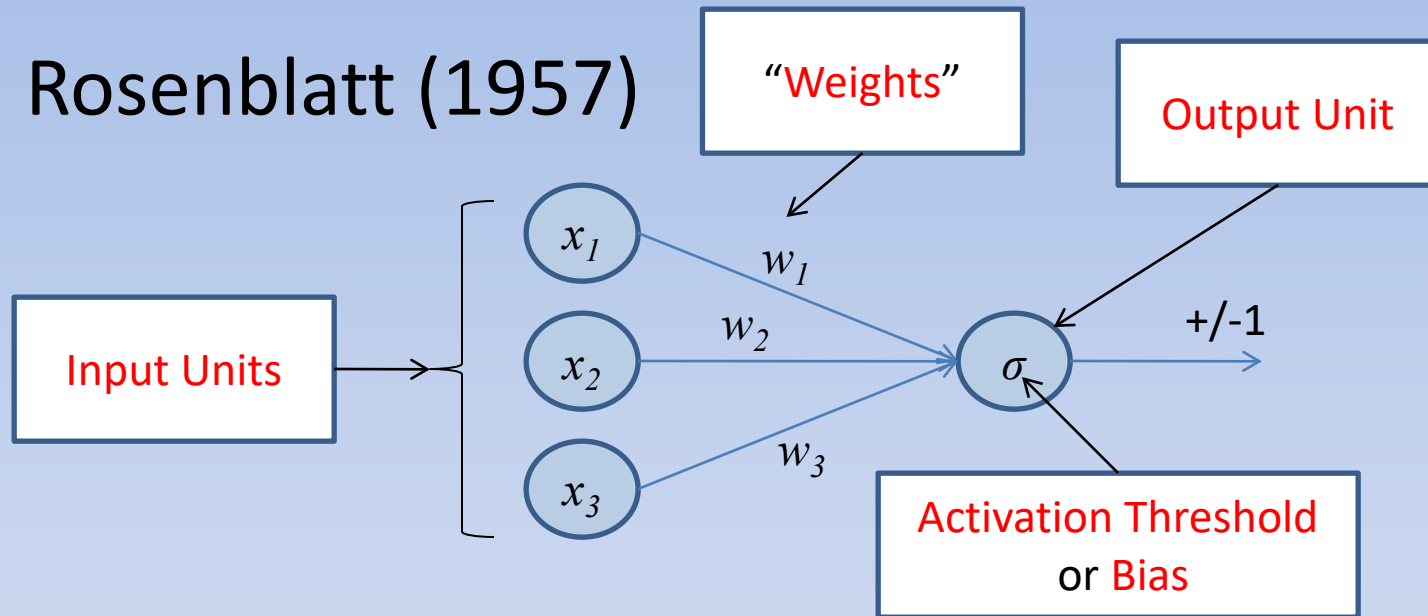 Rosenblatt (1957)
“Weights”
Output Unit
Input Units
x1
x2
x3
w1
w2
w3
σ
+/-1
Activation Threshold
or Bias